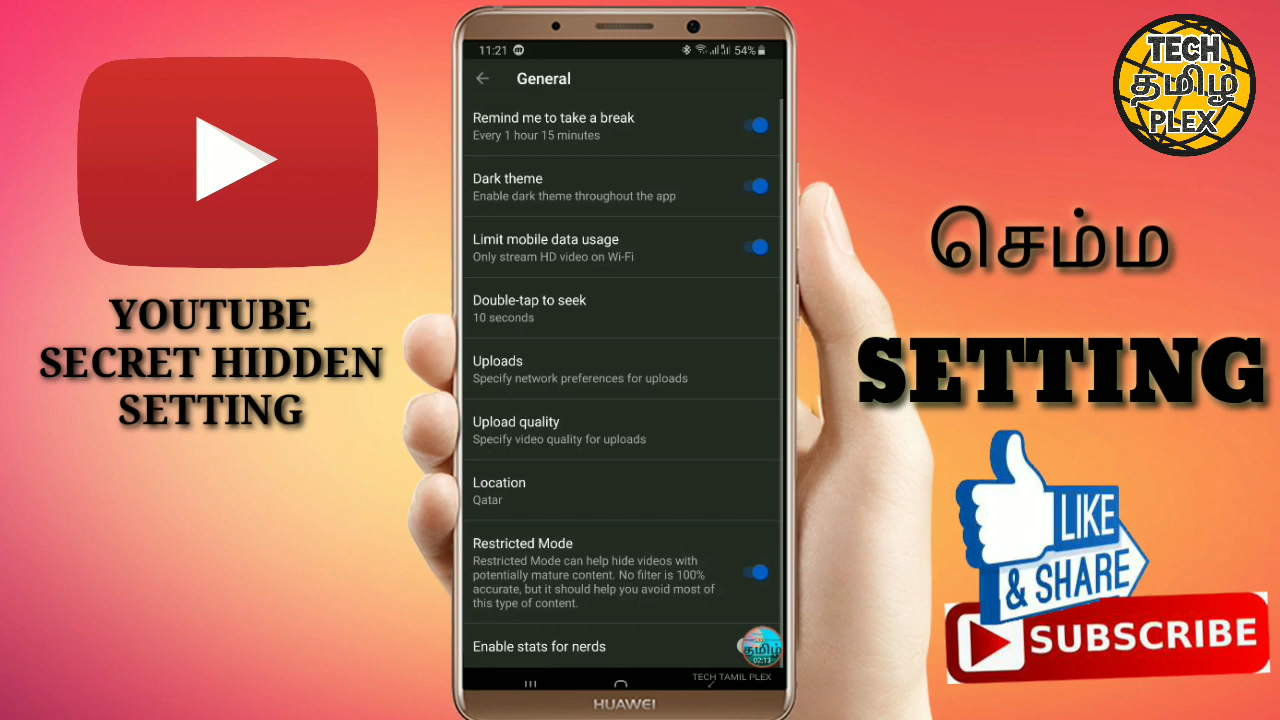 YOUTUBE
SECRET HIDDEN
SETTING
11:21
54%
General
Remind me to take a break
Every 1 hour 15 minutes
Dark theme
Enable dark theme throughout the app
Limit mobile data usage
Only stream HD video on Wi-Fi
Double-tap to seek
10 seconds
Uploads
Specify network preferences for uploads
Upload quality
Specify video quality for uploads
Location
Qatar
Restricted Mode
Restricted Mode can help hide videos with
potentially mature content. No filter is 100%
accurate, but it should help you avoid most of
this type of content.
Enable stats for nerds
தமிழ்
02:13
TECH TAMIL PLEX
HUAWEI
TECH
தமிழ்
PLEX
செம்ம
SETTING
LIKE
& SHARE
SUBSCRIBE